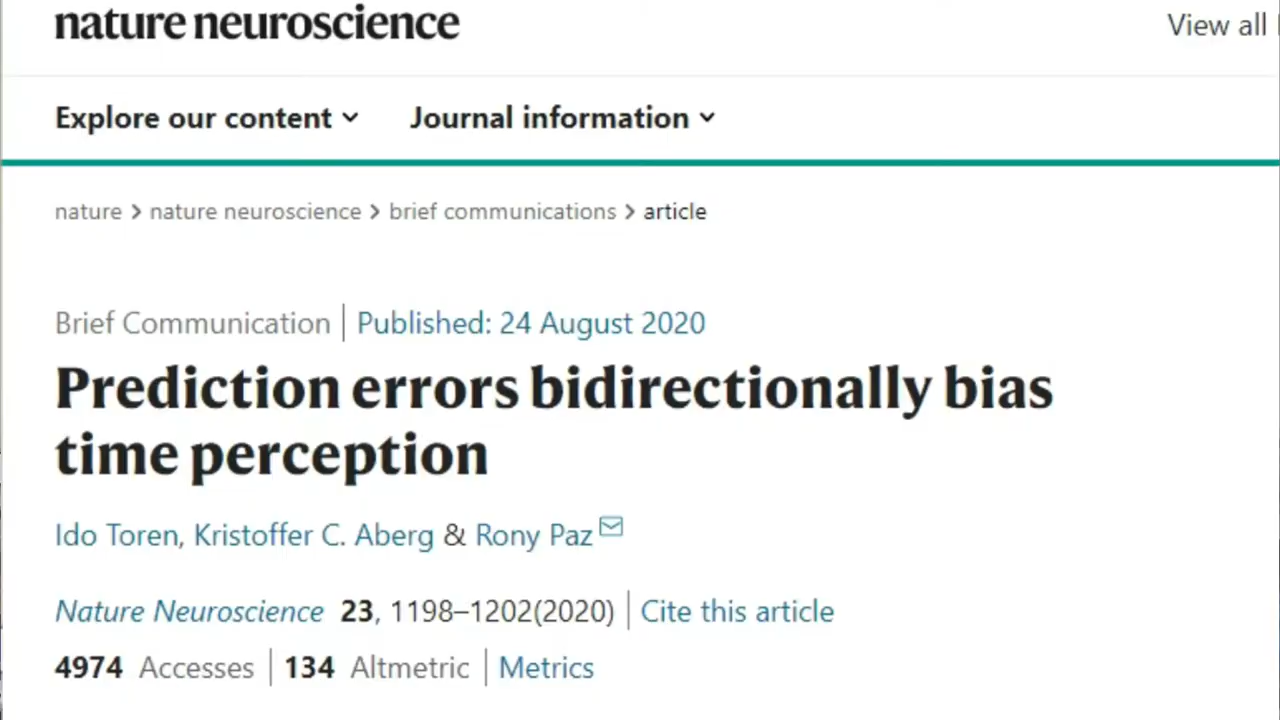 nature neuroscience
View all
Explore our content
Journal information
nature > nature neuroscience > brief communications > article
Brief Communication | Published: 24 August 2020
Prediction errors bidirectionally bias
time perception
Ido Toren, Kristoffer C. Aberg & Rony Paz
Nature Neuroscience 23, 1198–1202(2020) | Cite this article
4974 Accesses | 134 Altmetric | Metrics